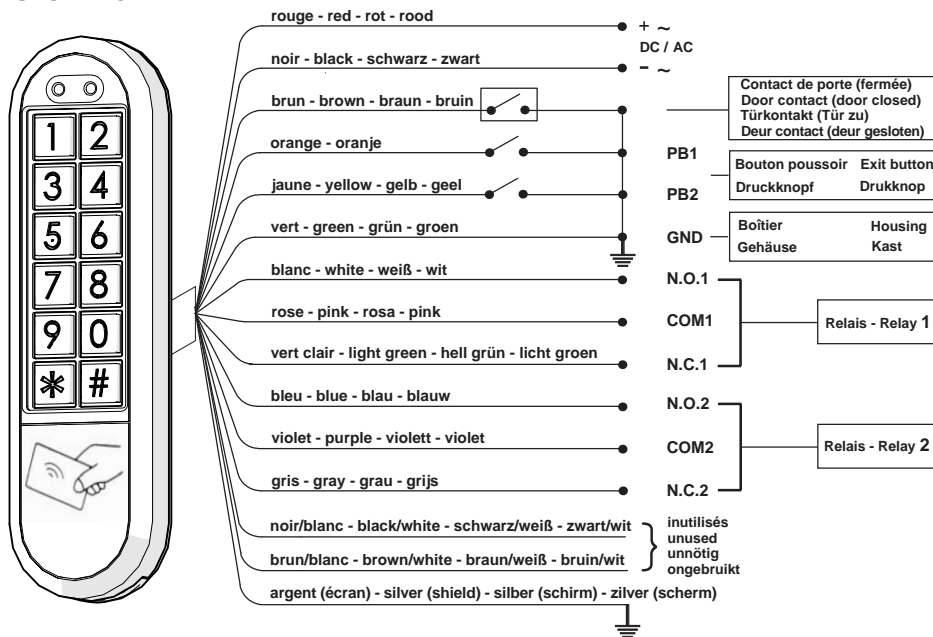 rouge - red - rot - rood
+ ~
DC / AC
noir - black - schwarz - zwart
- ~
brun - brown - braun - bruin
Contact de porte (fermée)
Door contact (door closed)
Türkontakt (Tür zu)
Deur contact (deur gesloten)
orange - oranje
PB1
jaune - yellow - gelb - geel
PB2
Bouton poussoir Exit button
Druckknopf Drukknop
vert - green - grün - groen
GND
Boîtier Housing
Gehäuse Kast
blanc - white - weiß - wit
N.O.1
rose - pink - rosa - pink
COM1
Relais - Relay 1
vert clair - light green - hell grün - licht groen
N.C.1
bleu - blue - blau - blauw
N.O.2
violet - purple - violett - violet
COM2
Relais - Relay 2
gris - gray - grau - grijs
N.C.2
noir/blanc - black/white - schwarz/weiß - zwart/wit
brun/blanc - brown/white - braun/weiß - bruin/wit
inutilisés
unused
unnötig
ongebruikt
argent (écran) - silver (shield) - silber (schirm) - zilver (scherm)
1 2
3 4
5 6
7 8
9 0
* #